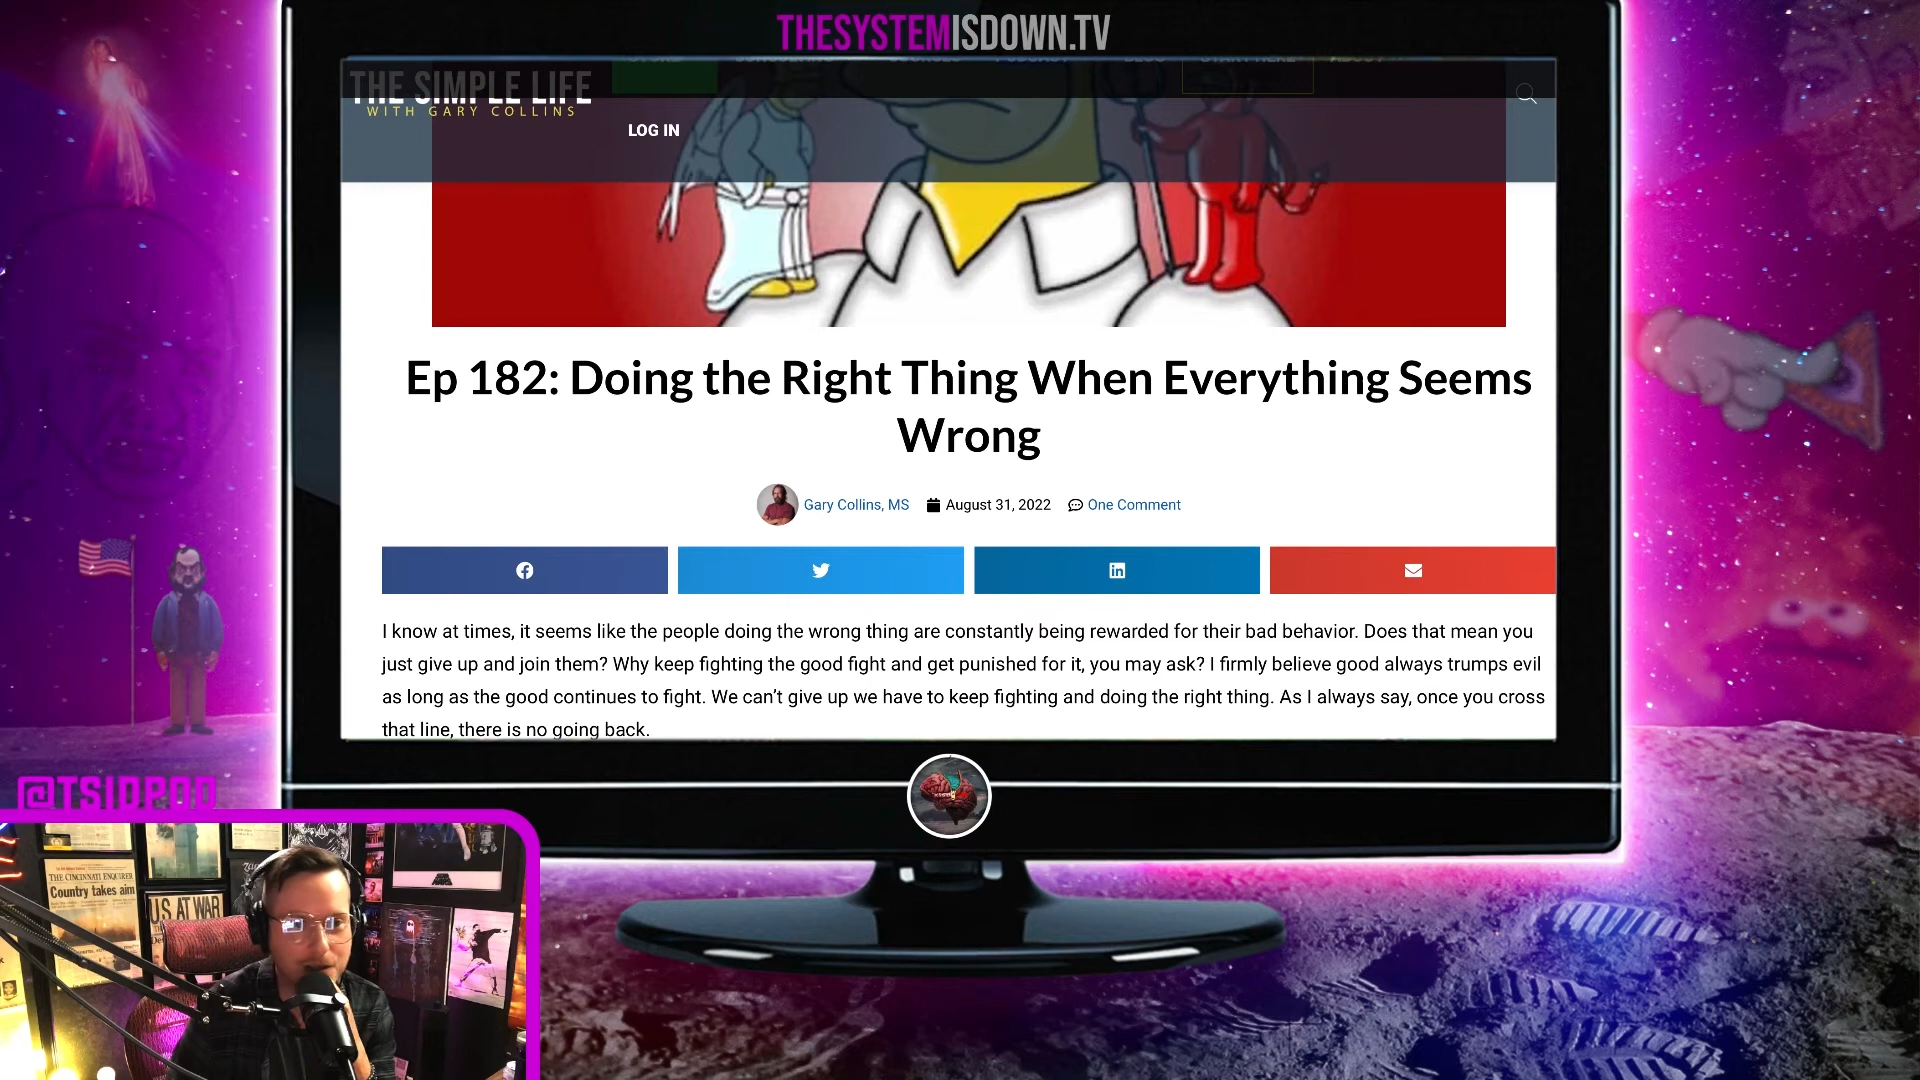 THESYSTEMISDOWN.TV
THE SIMPLE LIFE
WITH GARY COLLINS
START HERE
LOG IN
Ep 182: Doing the Right Thing When Everything Seems
Wrong
Gary Collins, MS August 31, 2022 One Comment
I know at times, it seems like the people doing the wrong thing are constantly being rewarded for their bad behavior. Does that mean you
just give up and join them? Why keep fighting the good fight and get punished for it, you may ask? I firmly believe good always trumps evil
as long as the good continues to fight. We can’t give up we have to keep fighting and doing the right thing. As I always say, once you cross
that line, there is no going back.
@TSIDPOD
THE CINCINNATI ENQUIRER
Country takes aim
U.S AT WAR
STAR WARS